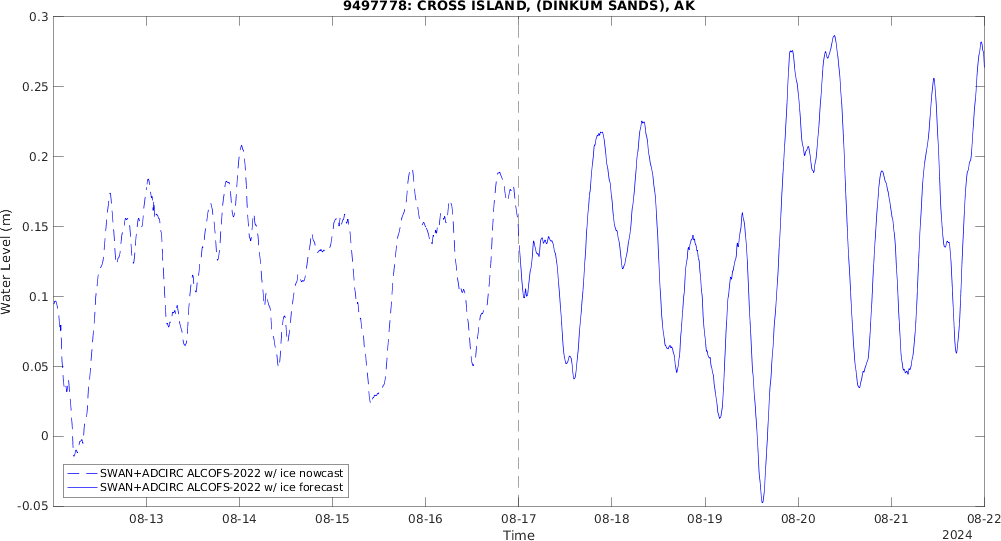 9497778: CROSS ISLAND, (DINKUM SANDS), AK
0.3
0.25
0.2
0.15
0.1
0.05
0
-0.05
Water Level (m)
SWAN+ADCIRC ALCOFS-2022 w/ ice nowcast
SWAN+ADCIRC ALCOFS-2022 w/ ice forecast
08-13 08-14 08-15 08-16 08-17 08-18 08-19 08-20 08-21 08-22
Time
2024